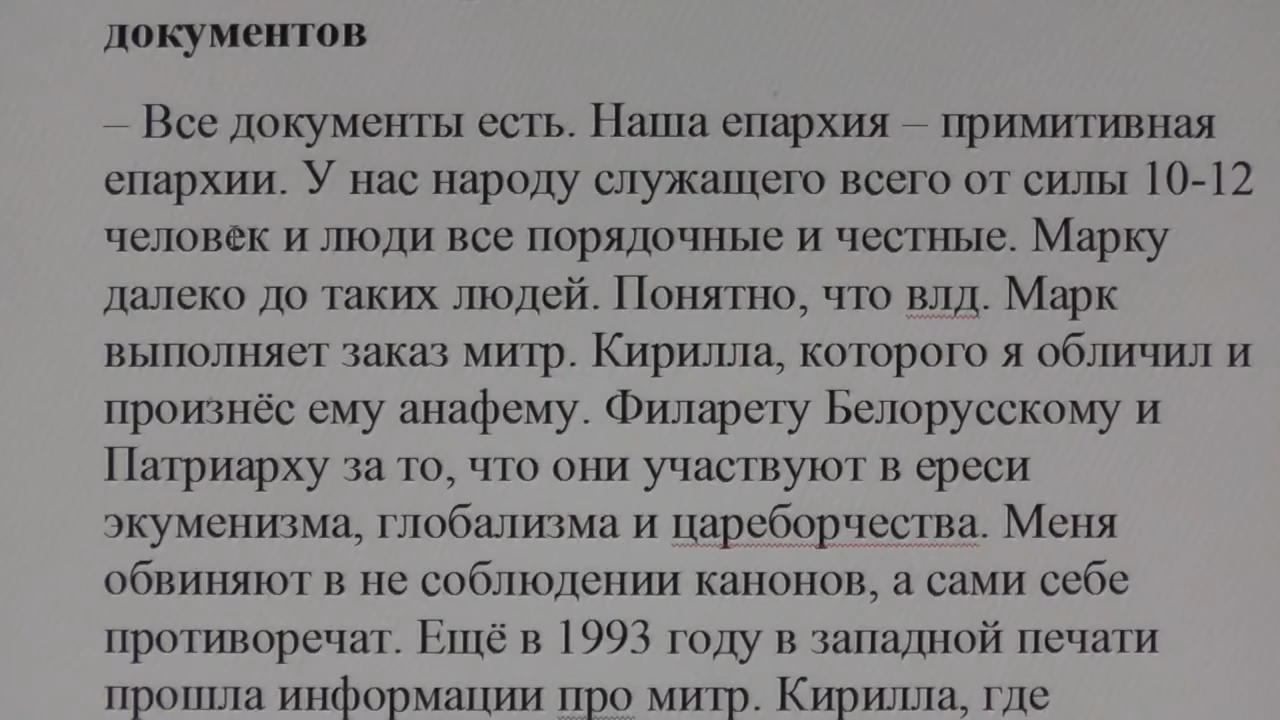 документов
– Все документы есть. Наша епархия – примитивная
епархии. У нас народу служащего всего от силы 10-12
человек и люди все порядочные и честные. Марку
далеко до таких людей. Понятно, что влд. Марк
выполняет заказ митр. Кирилла, которого я обличил и
произнёс ему анафему. Филарету Белорусскому и
Патриарху за то, что они участвуют в ереси
экуменизма, глобализма и цареборчества. Меня
обвиняют в не соблюдении канонов, а сами себе
противоречат. Ещё в 1993 году в западной печати
прошла информации про митр. Кирилла, где